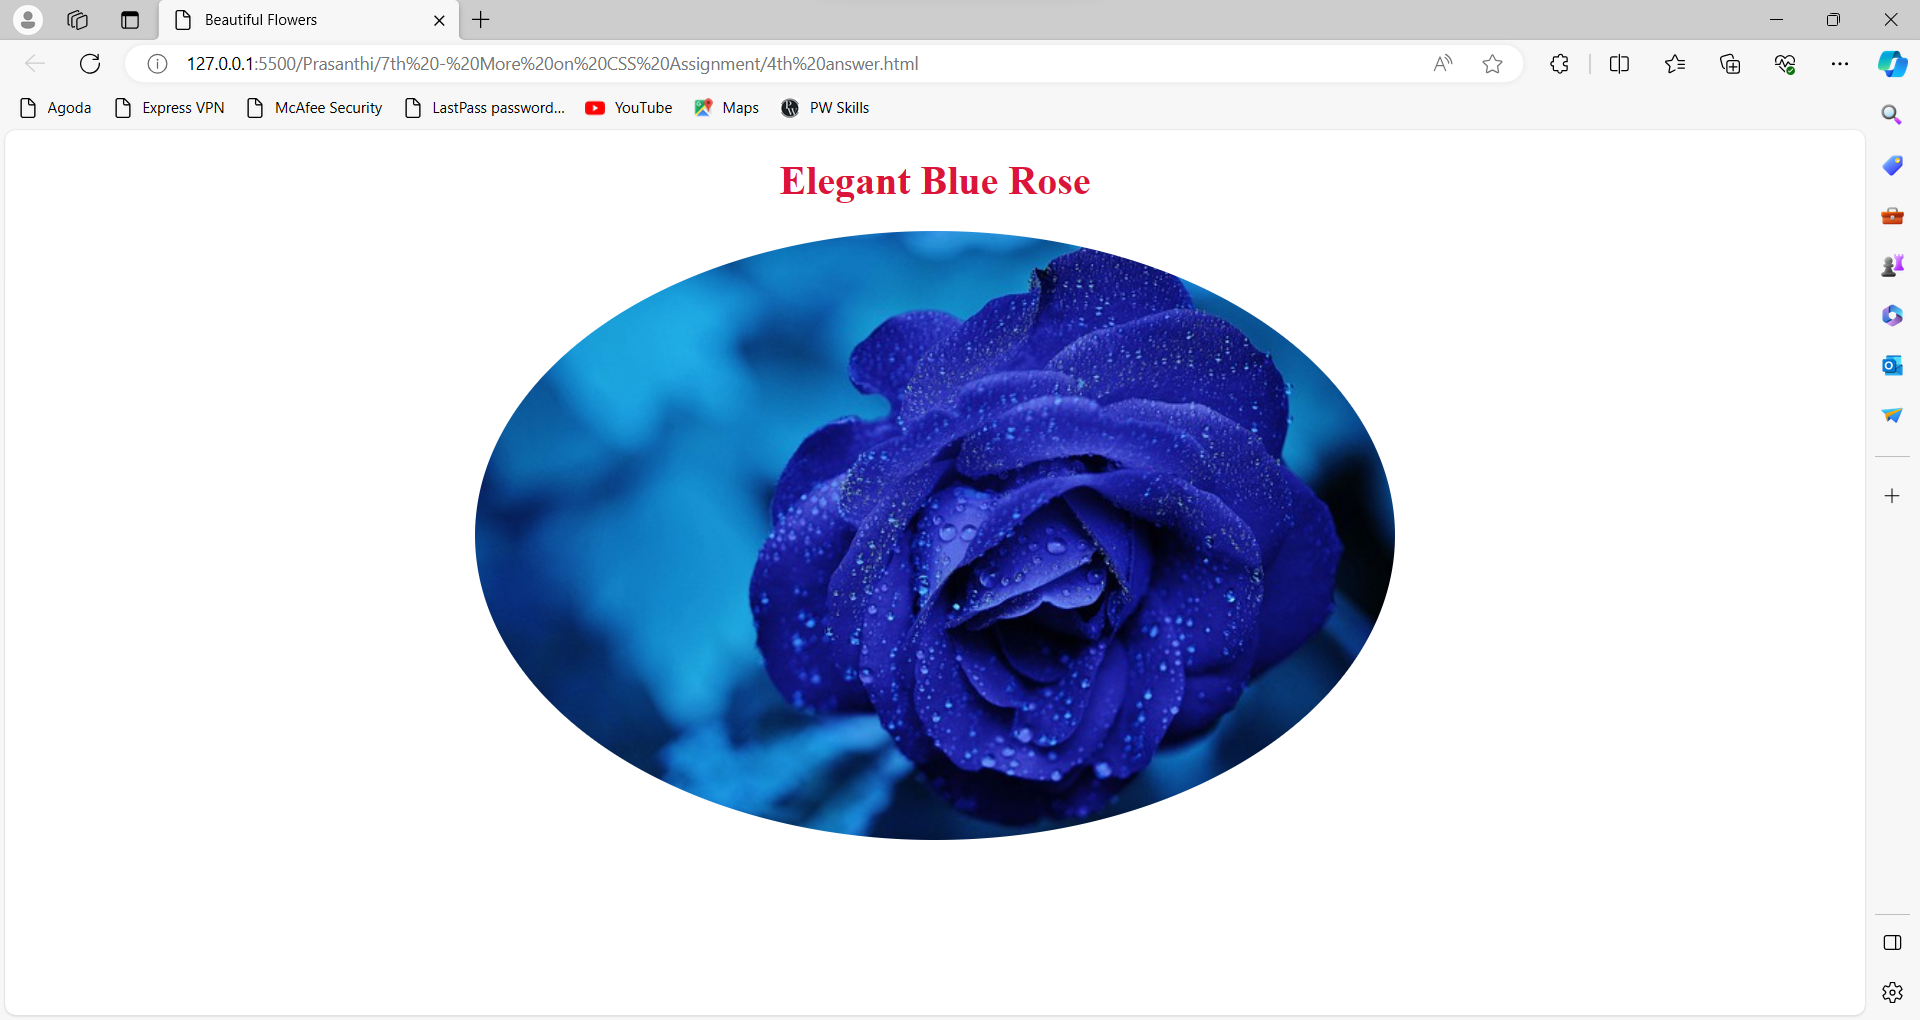 Beautiful Flowers
127.0.0.1:5500/Prasanthi/7th%20-%20More%20on%20CSS%20Assignment/4th%20answer.html
Agoda Express VPN McAfee Security LastPass password... YouTube Maps PW Skills
Elegant Blue Rose